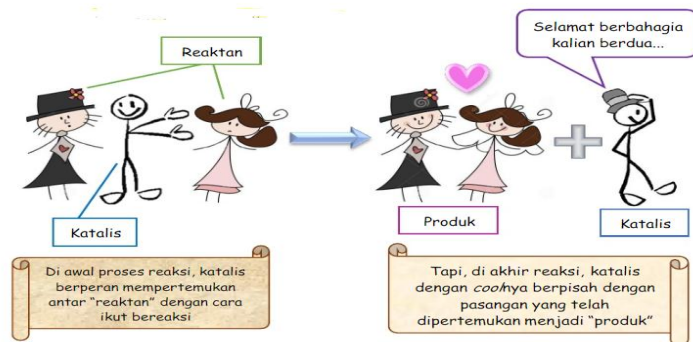 Selamat berbahagia
kalian berdua...
Reaktan
Katalis
Produk
Katalis
Di awal proses reaksi, katalis
berperan mempertemukan
antar “reaktan” dengan cara
ikut bereaksi
Tapi, di akhir reaksi, katalis
dengan coolnya berpisah dengan
pasangan yang telah
dipertemukan menjadi “produk”